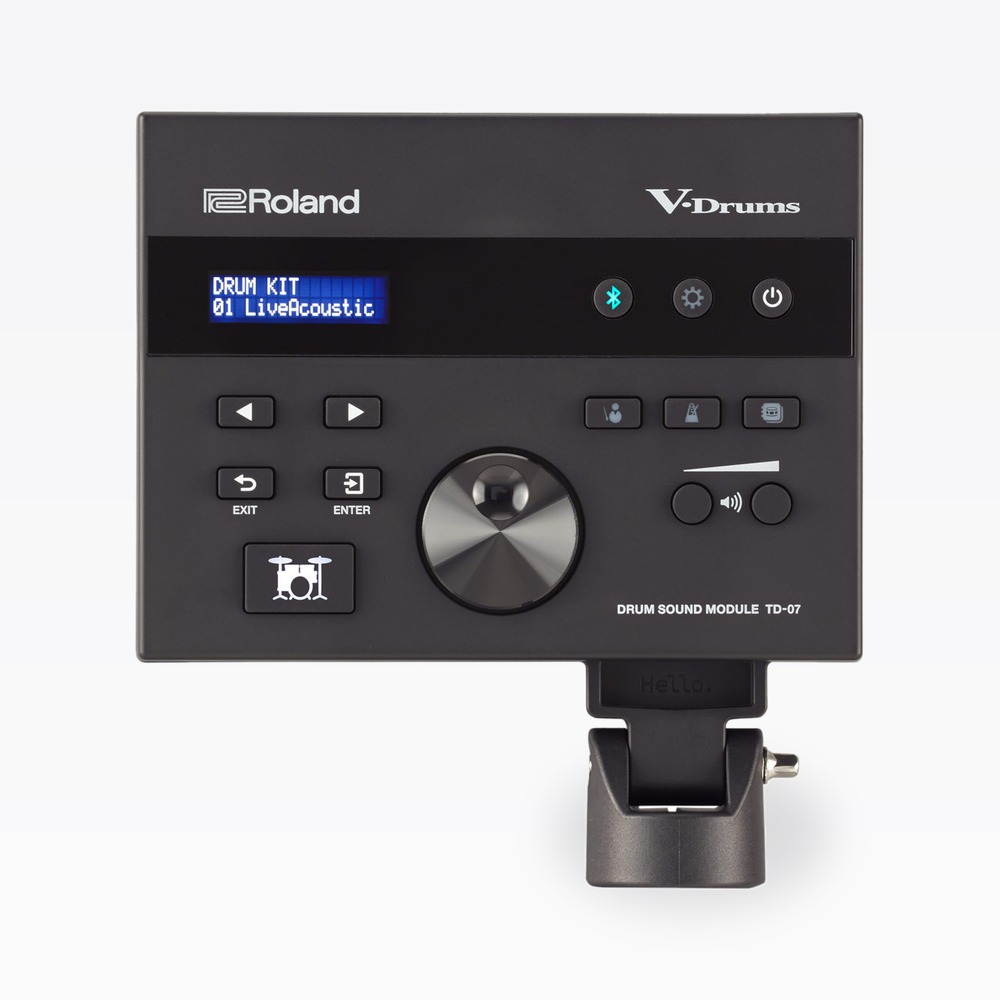 Roland
V-Drums
DRUM KIT
01 LiveAcoustic
EXIT
ENTER
DRUM SOUND MODULE TD-07
Hello.